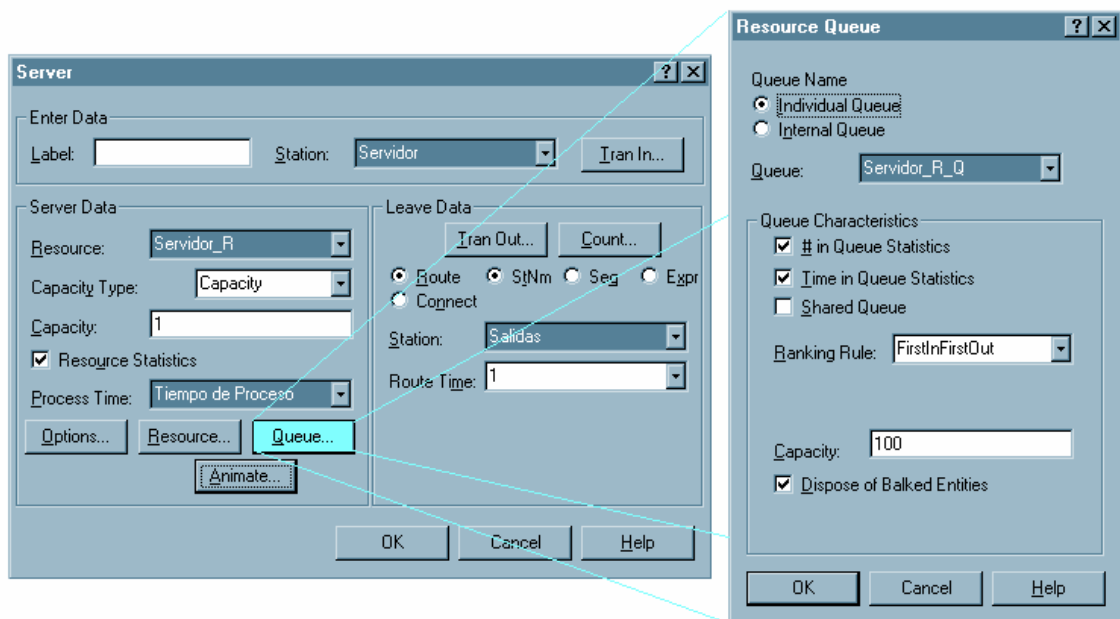 Server
Enter Data
Label:
Station: Servidor
Tran In...
Server Data
Resource: Servidor_R
Capacity Type: Capacity
Capacity: 1
Resource Statistics
Process Time: Tiempo de Proceso
Options... Resource... Queue...
Animate...
Leave Data
Tran Out... Count...
Route StNm Seg Expr
Connect
Station: Salidas
Route Time: 1
OK Cancel Help
Resource Queue
Queue Name
Individual Queue
Internal Queue
Queue: Servidor_R_Q
Queue Characteristics
# in Queue Statistics
Time in Queue Statistics
Shared Queue
Ranking Rule: FirstInFirstOut
Capacity: 100
Dispose of Balked Entities
OK Cancel Help